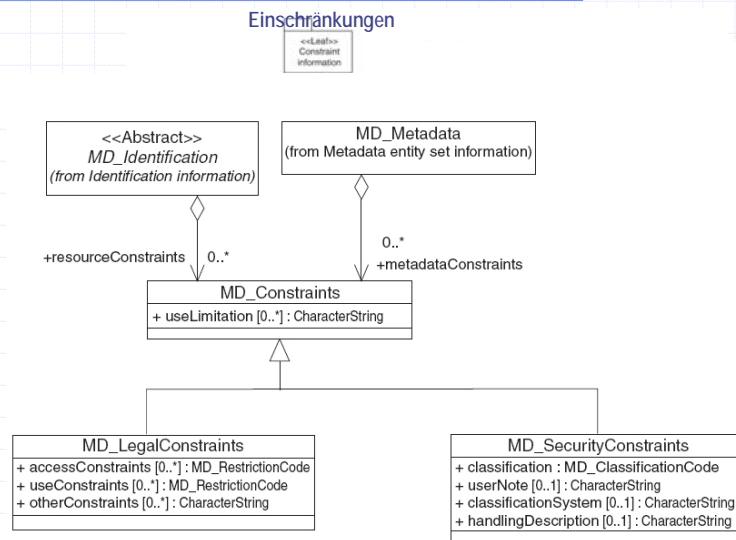 Einschränkungen
<<Leaf>>
Constraint
information
<<Abstract>>
MD_Identification
(from Identification information)
MD_Metadata
(from Metadata entity set information)
+resourceConstraints
0..*
0..*
+metadataConstraints
MD_Constraints
+ useLimitation [0..*] : CharacterString
MD_LegalConstraints
+ accessConstraints [0..*] : MD_RestrictionCode
+ useConstraints [0..*] : MD_RestrictionCode
+ otherConstraints [0..*] : CharacterString
MD_SecurityConstraints
+ classification : MD_ClassificationCode
+ userNote [0..1] : CharacterString
+ classificationSystem [0..1] : CharacterString
+ handlingDescription [0..1] : CharacterString